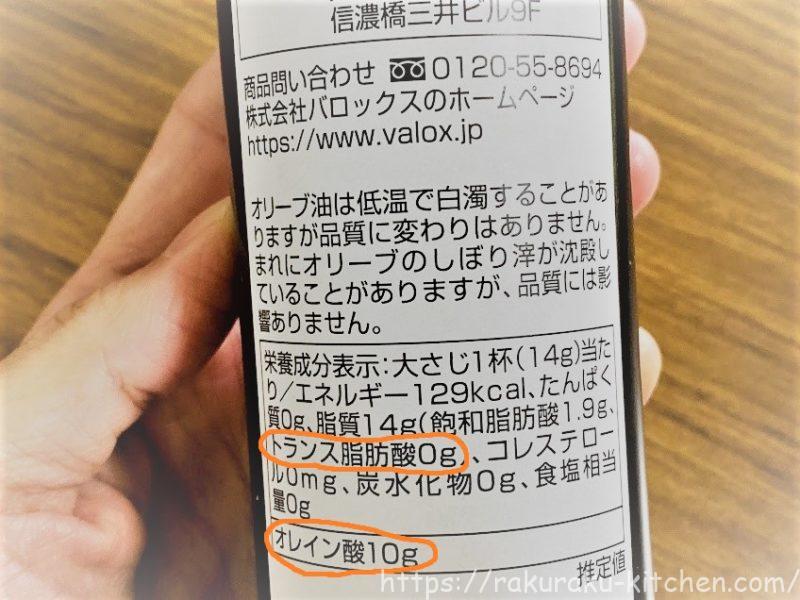 信濃橋三井ビル9F
商品問い合わせ 0120-55-8694
株式会社バロックスのホームページ
https://www.valox.jp
オリーブ油は低温で白濁することがあ
りますが品質に変わりはありません。
まれにオリーブのしぼり滓が沈殿し
ていることがありますが、品質には影
響ありません。
栄養成分表示:大さじ1杯(14g)当た
り/エネルギー129kcal、たんぱく
質0g、脂質14g(飽和脂肪酸1.9g、
トランス脂肪酸0g)、コレステロー
ル0mg、炭水化物0g、食塩相当
量0g
オレイン酸10g
推定値
https://rakuraku-kitchen.com/